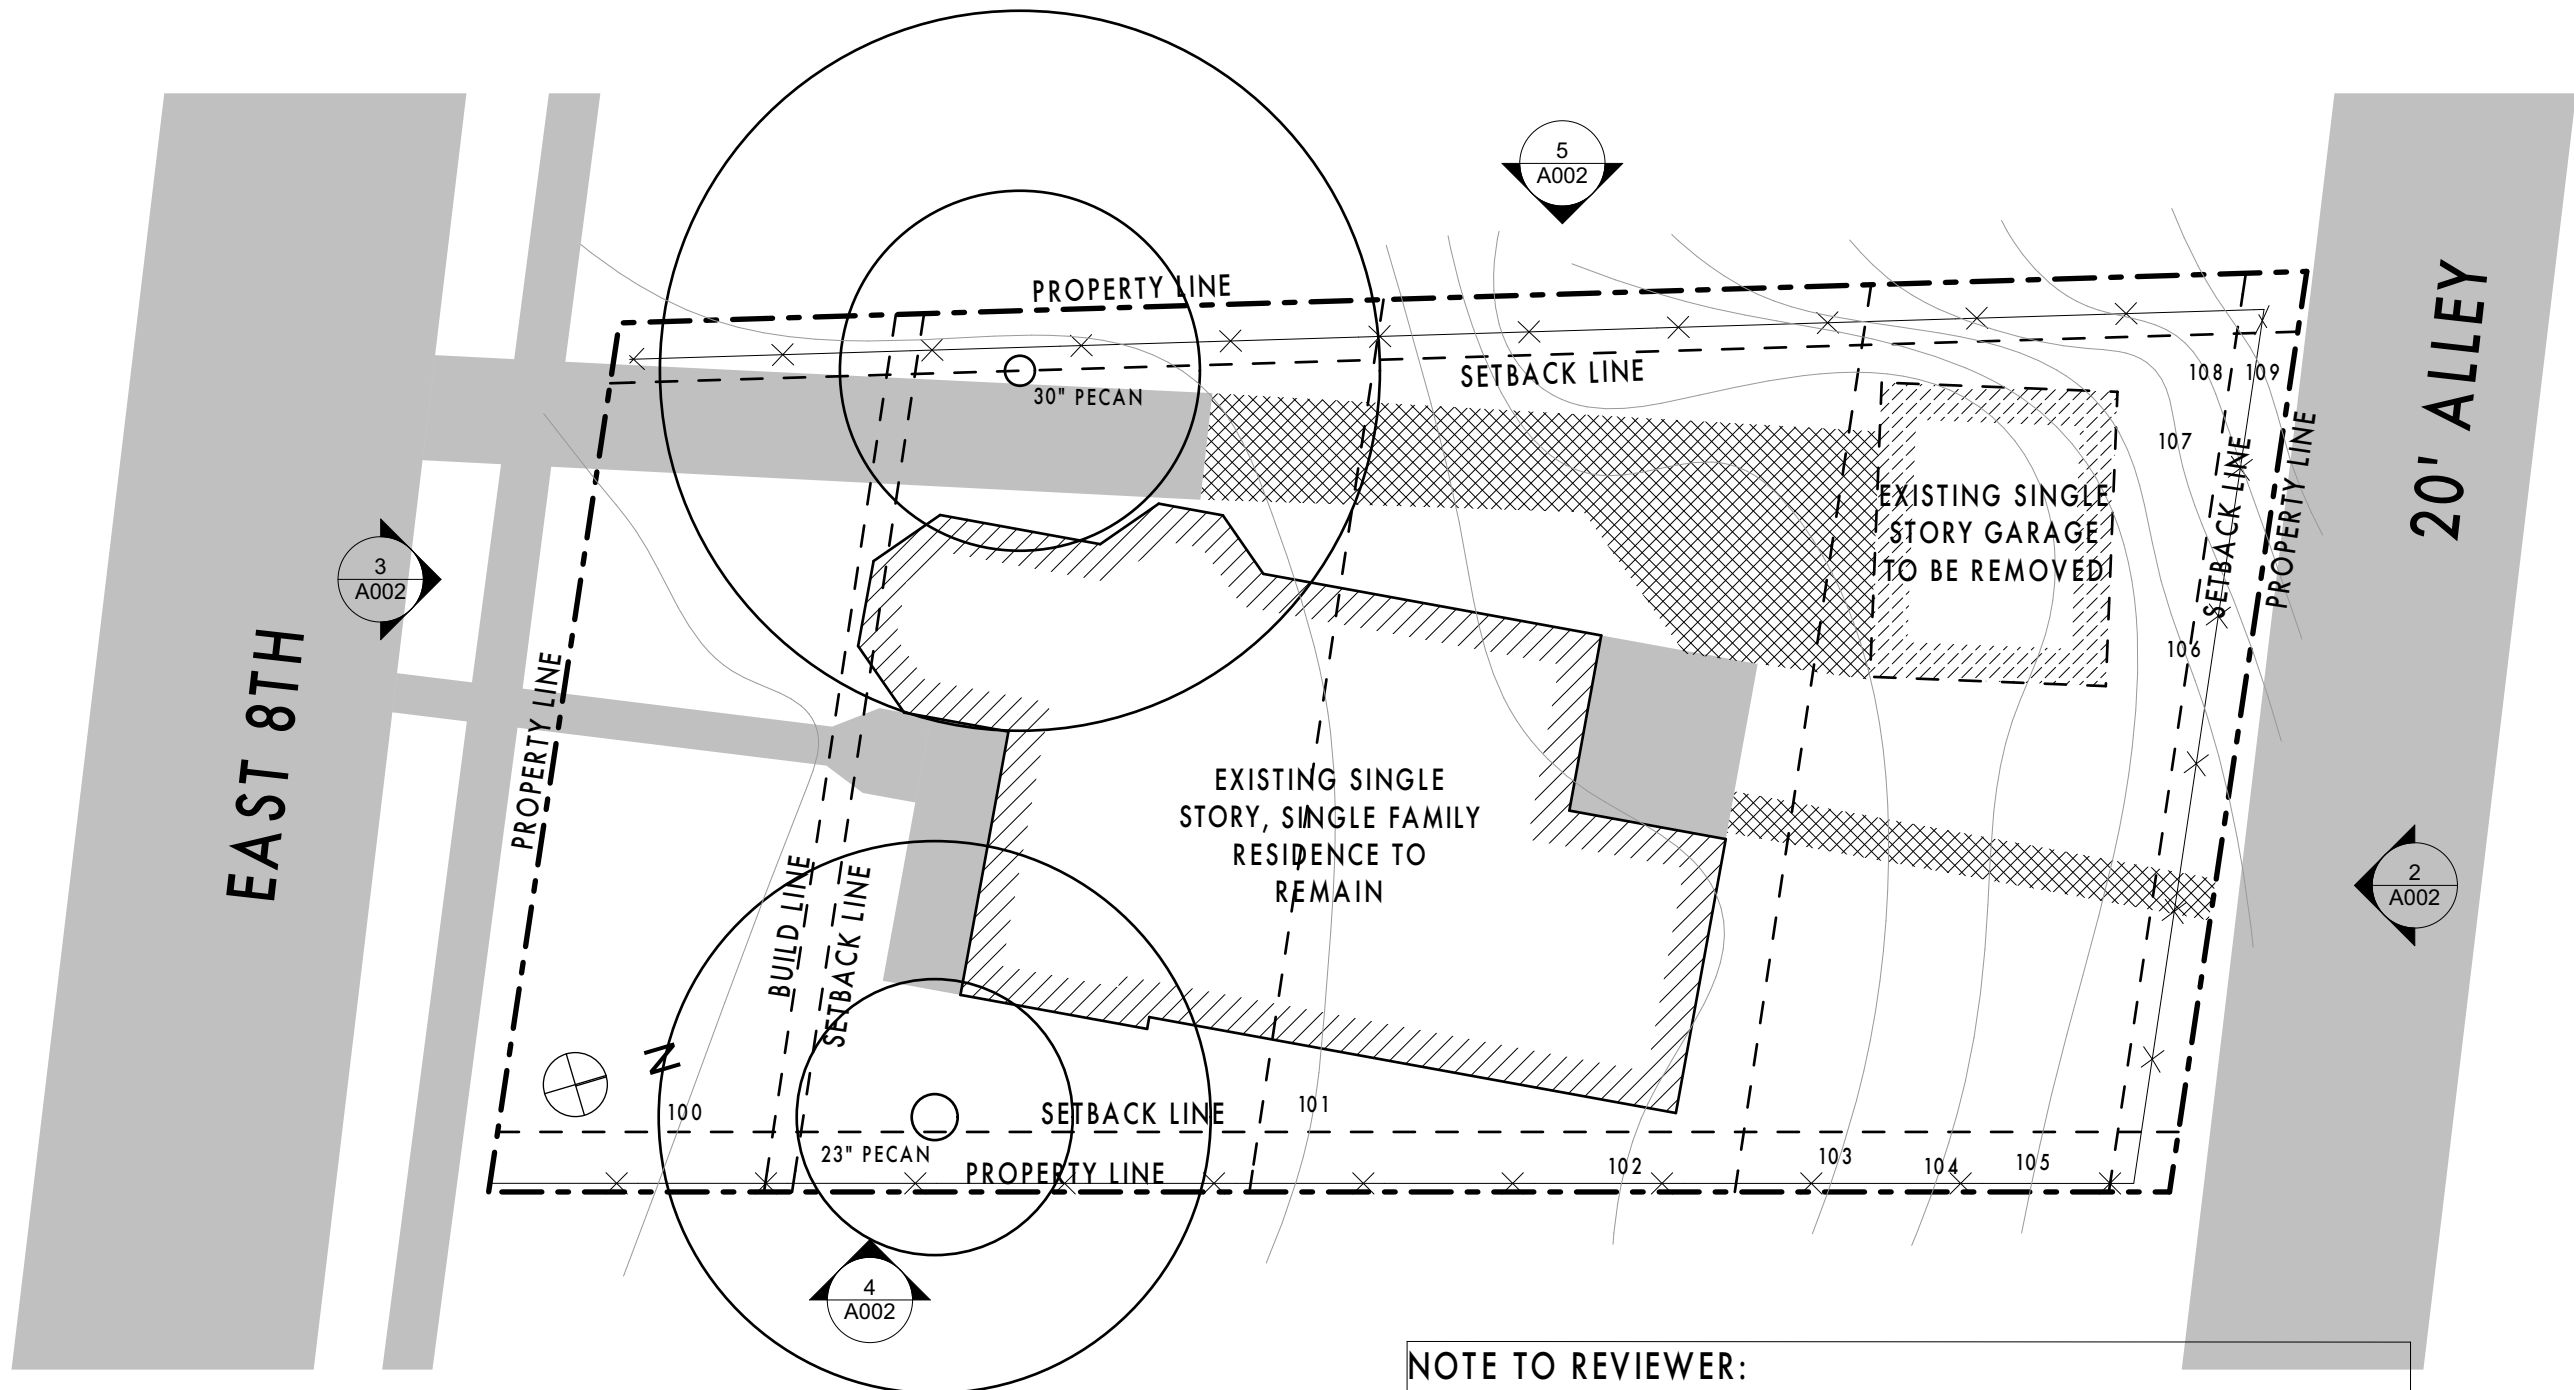 5
A002
PROPERTY LINE
SETBACK LINE
30" PECAN
108
109
107
20' ALLEY
SETBACK LINE
PROPERTY LINE
EXISTING SINGLE
STORY GARAGE
TO BE REMOVED
3
A002
106
EAST 8TH
PROPERTY LINE
EXISTING SINGLE
STORY, SINGLE FAMILY
RESIDENCE TO
REMAIN
BUILD LINE
SETBACK LINE
2
A002
N
100
SETBACK LINE
101
23" PECAN
PROPERTY LINE
102
103
104
105
4
A002
NOTE TO REVIEWER: